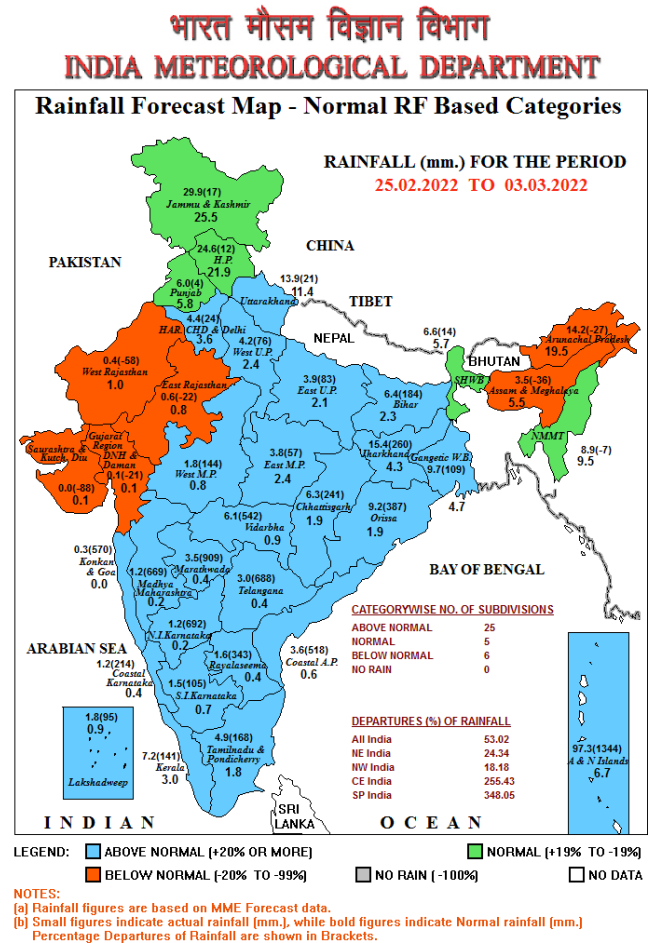 भारत मौसम विज्ञान विभाग
INDIA METEOROLOGICAL DEPARTMENT
Rainfall Forecast Map - Normal RF Based Categories
RAINFALL (mm.) FOR THE PERIOD
25.02.2022 TO 03.03.2022
29.9(17)
Jammu & Kashmir
25.5
24.6(12)
H.P.
21.9
CHINA
PAKISTAN
6.0(4)
Punjab
5.8
13.9(21)
11.4
Uttarakhand
TIBET
4.4(24)
HAR. CHD & Delhi
3.6
4.2(76)
West U.P.
2.4
NEPAL
6.6(14)
5.7
14.2(-27)
Arunachal Pradesh
19.5
BHUTAN
0.4(-58)
West Rajasthan
1.0
East Rajasthan
0.6(-22)
0.8
3.9(83)
East U.P.
2.1
6.4(184)
Bihar
2.3
SHWB
3.5(-36)
Assam & Meghalaya
5.5
NMMT
8.9(-7)
9.5
Saurashtra &
Kutch, Diu
0.0(-88)
0.1
Gujarat
Region
DNH &
Daman
0.1(-21)
0.1
1.8(144)
West M.P.
0.8
3.8(57)
East M.P.
2.4
15.4(260)
Jharkhand
4.3
Gangetic W.B.
9.7(109)
4.7
6.3(241)
Chhattisgarh
1.9
9.2(387)
Orissa
1.9
6.1(542)
Vidarbha
0.9
0.3(570)
Konkan
& Goa
0.0
1.2(669)
Madhya
Maharashtra
0.2
3.5(909)
Marathwada
0.4
3.0(688)
Telangana
0.4
BAY OF BENGAL
1.2(692)
N.I.Karnataka
0.2
ARABIAN SEA
1.2(214)
Coastal
Karnataka
0.4
1.6(343)
Rayalaseema
0.4
3.6(518)
Coastal A.P.
0.6
1.5(105)
S.I.Karnataka
0.7
4.9(168)
Tamilnadu &
Pondicherry
1.8
7.2(141)
Kerala
3.0
1.8(95)
0.9
Lakshadweep
97.3(1344)
A & N Islands
6.7
CATEGORYWISE NO. OF SUBDIVISIONS
ABOVE NORMAL 25
NORMAL 5
BELOW NORMAL 6
NO RAIN 0
DEPARTURES (%) OF RAINFALL
All India 53.02
NE India 24.34
NW India 18.18
CE India 255.43
SP India 348.05
SRI
LANKA
INDIAN OCEAN
LEGEND: ABOVE NORMAL (+20% OR MORE) NORMAL (+19% TO -19%)
BELOW NORMAL (-20% TO -99%) NO RAIN ( -100%) NO DATA
NOTES:
(a) Rainfall figures are based on MME Forecast data.
(b) Small figures indicate actual rainfall (mm.), while bold figures indicate Normal rainfall (mm.)
Percentage Departures of Rainfall are shown in Brackets.